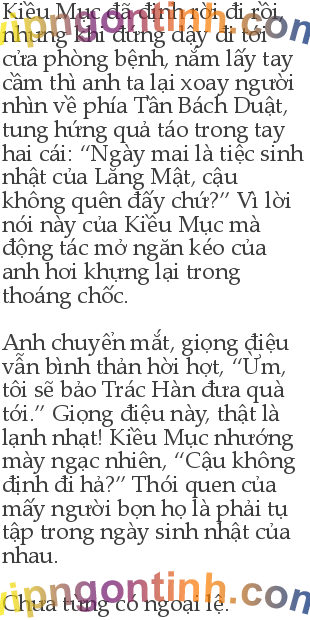 Kiều Mục đã định rời đi rồi,
nhưng khi đứng dậy đi tới
cửa phòng bệnh, nắm lấy tay
cầm thì anh ta lại xoay người
nhìn về phía Tần Bách Duật,
tung hứng quả táo trong tay
hai cái: “Ngày mai là tiệc sinh
nhật của Lăng Mật, cậu
không quên đấy chứ?” Vì lời
nói này của Kiều Mục mà
động tác mở ngăn kéo của
anh hơi khựng lại trong
thoáng chốc.
Anh chuyển mắt, giọng điệu
vẫn bình thản hời hợt, “Ừm,
tôi sẽ bảo Trác Hàn đưa quà
tới.” Giọng điệu này, thật là
lạnh nhạt! Kiều Mục nhướng
mày ngạc nhiên, “Cậu không
định đi hả?” Thói quen của
mấy người bọn họ là phải tụ
tập trong ngày sinh nhật của
nhau.
Chưa từng có ngoại lệ.
vipngontinh.com
vipngontinh.com